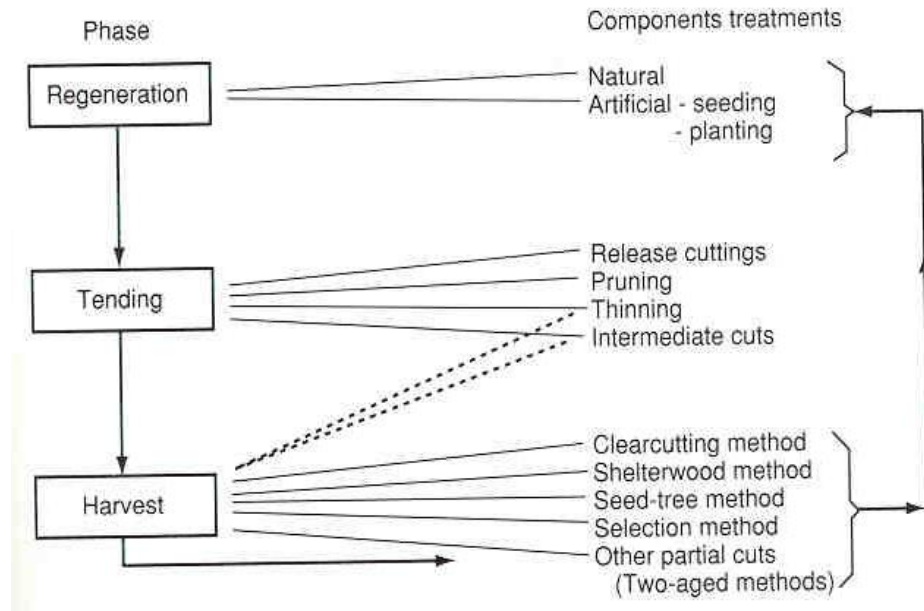 Phase
Components treatments
Regeneration
Natural
Artificial - seeding
- planting
Tending
Release cuttings
Pruning
Thinning
Intermediate cuts
Harvest
Clearcutting method
Shelterwood method
Seed-tree method
Selection method
Other partial cuts
(Two-aged methods)